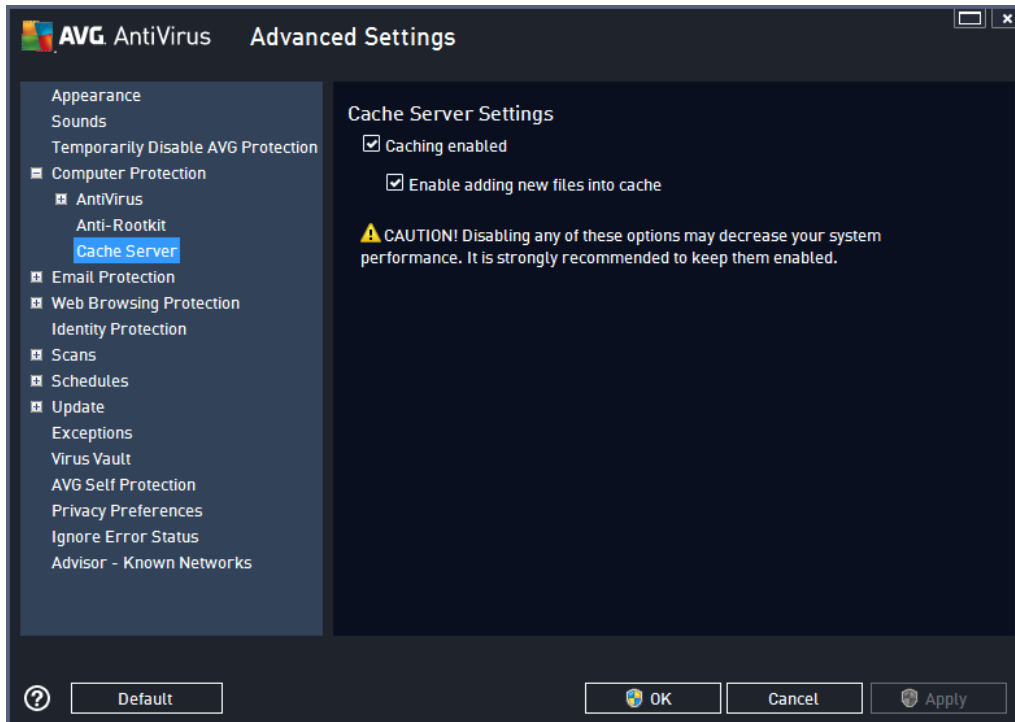 AVG. AntiVirus Advanced Settings
Appearance
Sounds
Temporarily Disable AVG Protection
Computer Protection
AntiVirus
Anti-Rootkit
Cache Server
Email Protection
Web Browsing Protection
Identity Protection
Scans
Schedules
Update
Exceptions
Virus Vault
AVG Self Protection
Privacy Preferences
Ignore Error Status
Advisor - Known Networks
Cache Server Settings
Caching enabled
Enable adding new files into cache
CAUTION! Disabling any of these options may decrease your system
performance. It is strongly recommended to keep them enabled.
? Default OK Cancel Apply